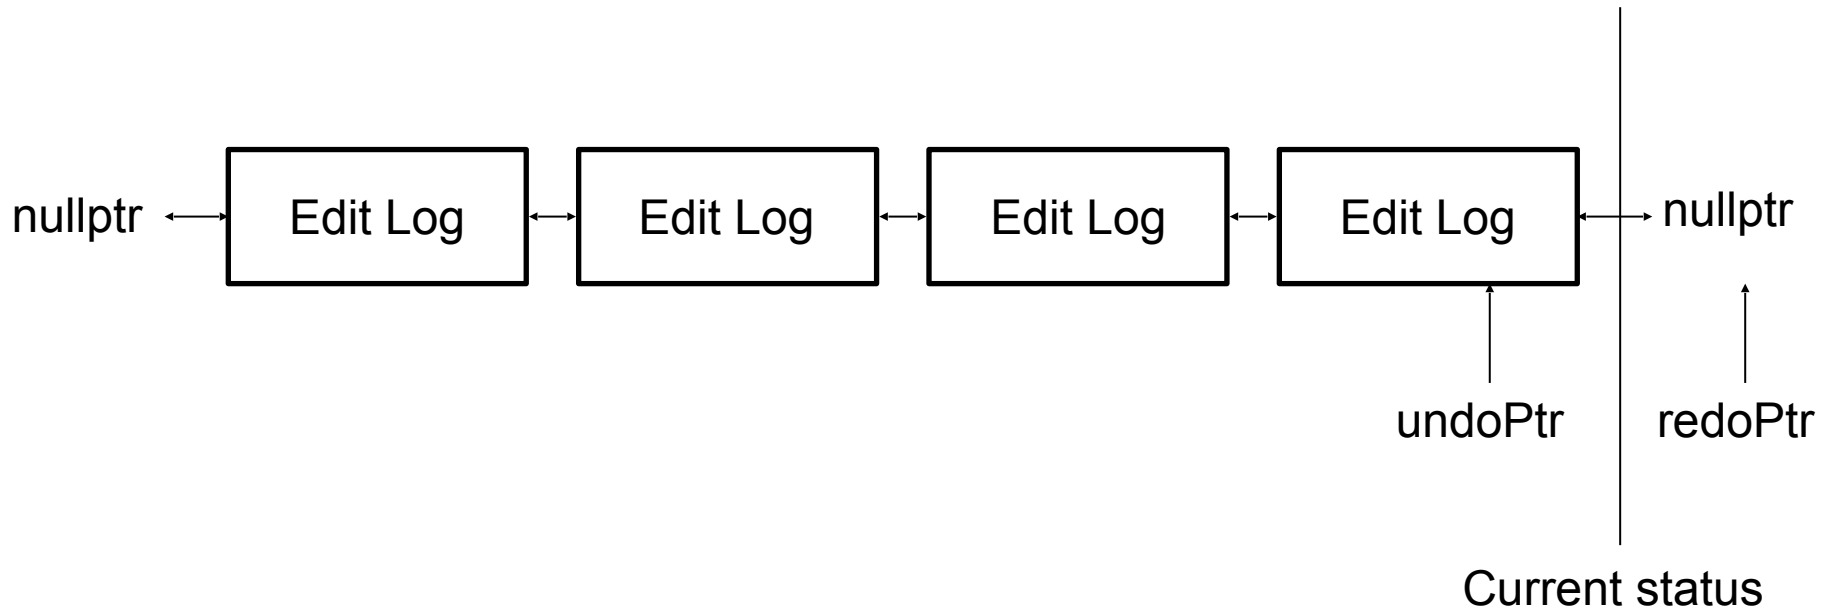 nullptr
Edit Log
Edit Log
Edit Log
Edit Log
nullptr
undoPtr
redoPtr
Current status